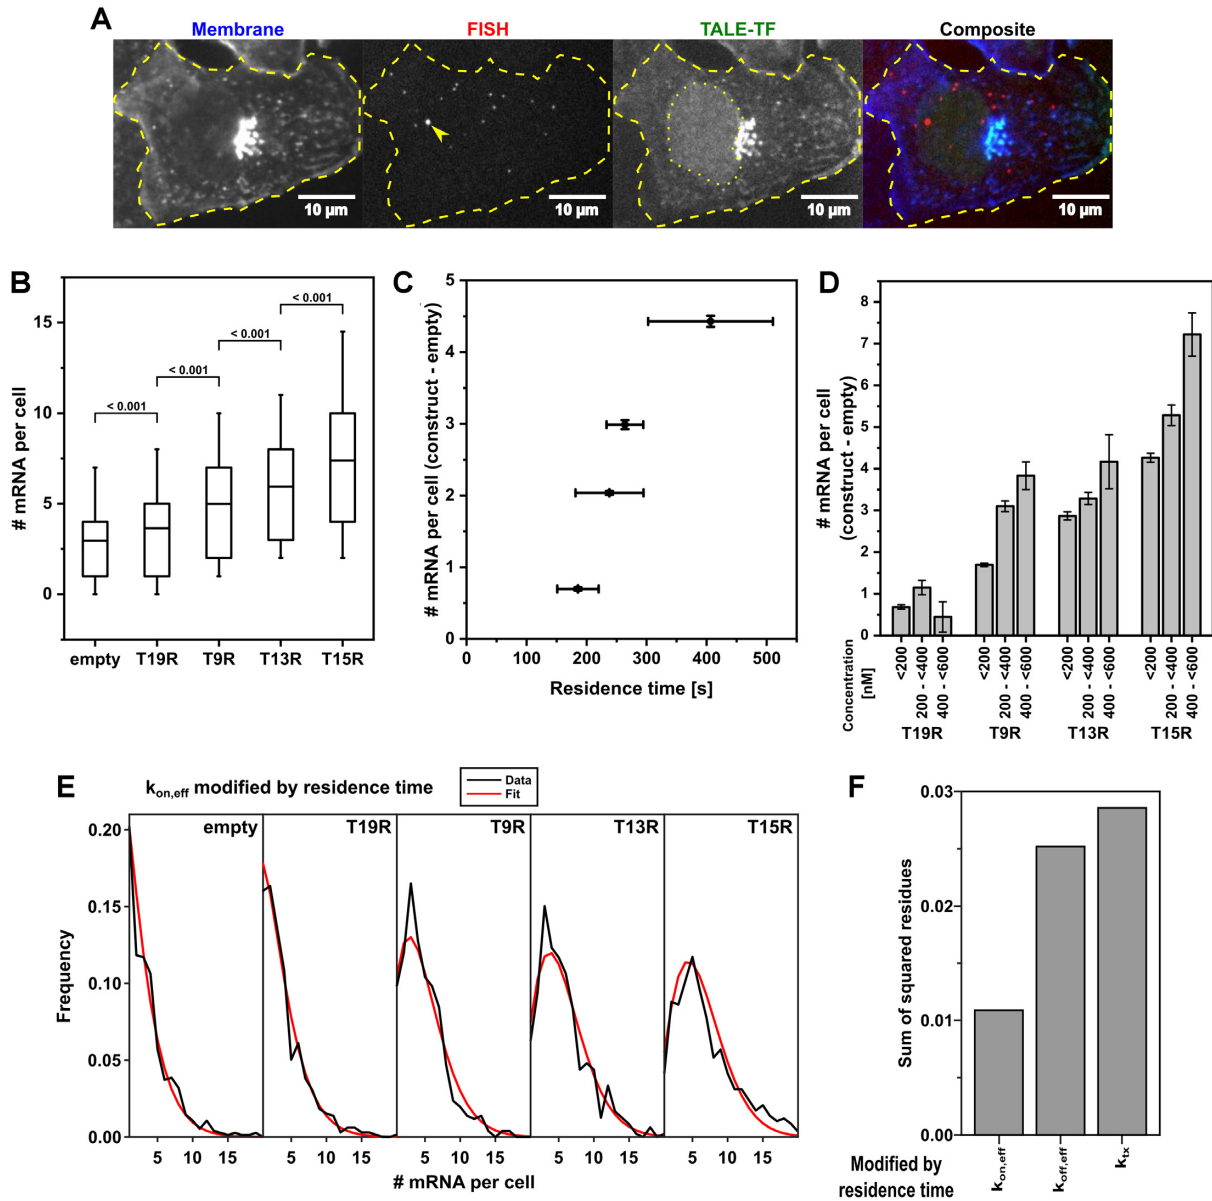 A
Membrane
FISH
TALE-TF
Composite
10 µm
10 µm
10 µm
10 µm
B
# mRNA per cell
15
10
5
0
< 0.001
< 0.001
< 0.001
< 0.001
empty
T19R
T9R
T13R
T15R
C
# mRNA per cell (construct - empty)
5
4
3
2
1
0
0
100
200
300
400
500
Residence time [s]
D
# mRNA per cell
(construct - empty)
8
7
6
5
4
3
2
1
0
Concentration
[nM]
<200
200 - <400
400 - <600
<200
200 - <400
400 - <600
<200
200 - <400
400 - <600
<200
200 - <400
400 - <600
T19R
T9R
T13R
T15R
E
kon,eff modified by residence time
Data
Fit
Frequency
0.20
0.15
0.10
0.05
0.00
empty
T19R
T9R
T13R
T15R
5 10 15
5 10 15
5 10 15
5 10 15
5 10 15
# mRNA per cell
F
Sum of squared residues
0.03
0.02
0.01
0.00
Modified by
residence time
kon,eff
koff,eff
ktx